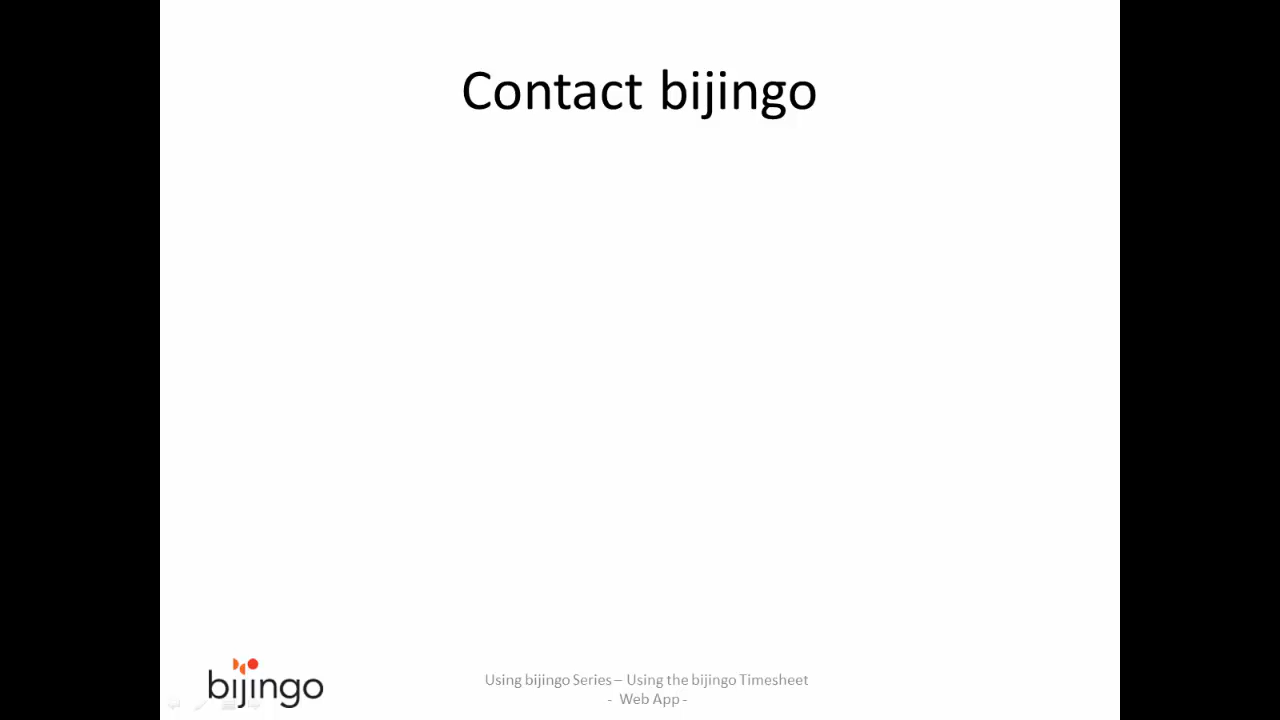 Contact bijingo
bijingo
Using bijingo Series – Using the bijingo Timesheet
- Web App -